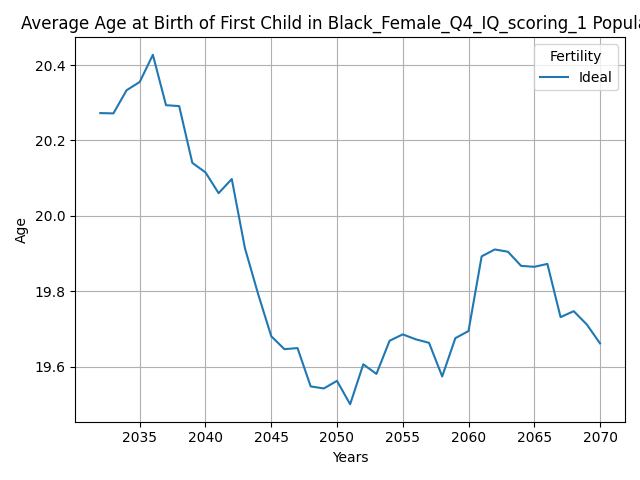 Average Age at Birth of First Child in Black_Female_Q4_IQ_scoring_1 Popula
Fertility
Ideal
20.4
20.2
20.0
19.8
19.6
Age
2035 2040 2045 2050 2055 2060 2065 2070
Years